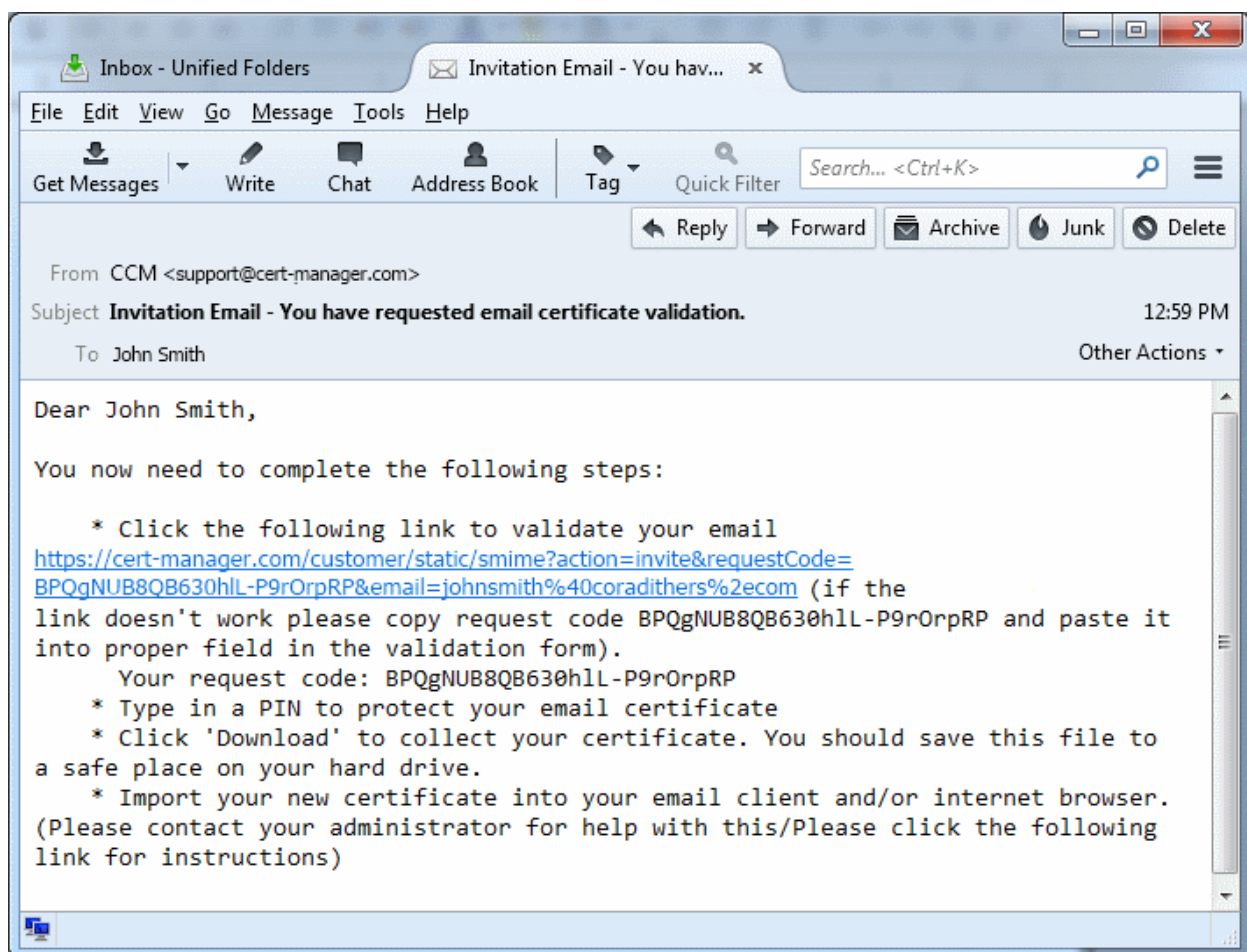 Inbox - Unified Folders
Invitation Email - You hav...
File Edit View Go Message Tools Help
Get Messages Write Chat Address Book Tag Quick Filter Search... <Ctrl+K>
Reply Forward Archive Junk Delete
From CCM <support@cert-manager.com>
Subject Invitation Email - You have requested email certificate validation. 12:59 PM
To John Smith Other Actions
Dear John Smith,
You now need to complete the following steps:
* Click the following link to validate your email
https://cert-manager.com/customer/static/smime?action=invite&requestCode=
BPQgNUB8QB630hlL-P9rOrpRP&email=johnsmith%40coradithers%2ecom (if the
link doesn't work please copy request code BPQgNUB8QB630hlL-P9rOrpRP and paste it
into proper field in the validation form).
Your request code: BPQgNUB8QB630hlL-P9rOrpRP
* Type in a PIN to protect your email certificate
* Click 'Download' to collect your certificate. You should save this file to
a safe place on your hard drive.
* Import your new certificate into your email client and/or internet browser.
(Please contact your administrator for help with this/Please click the following
link for instructions)